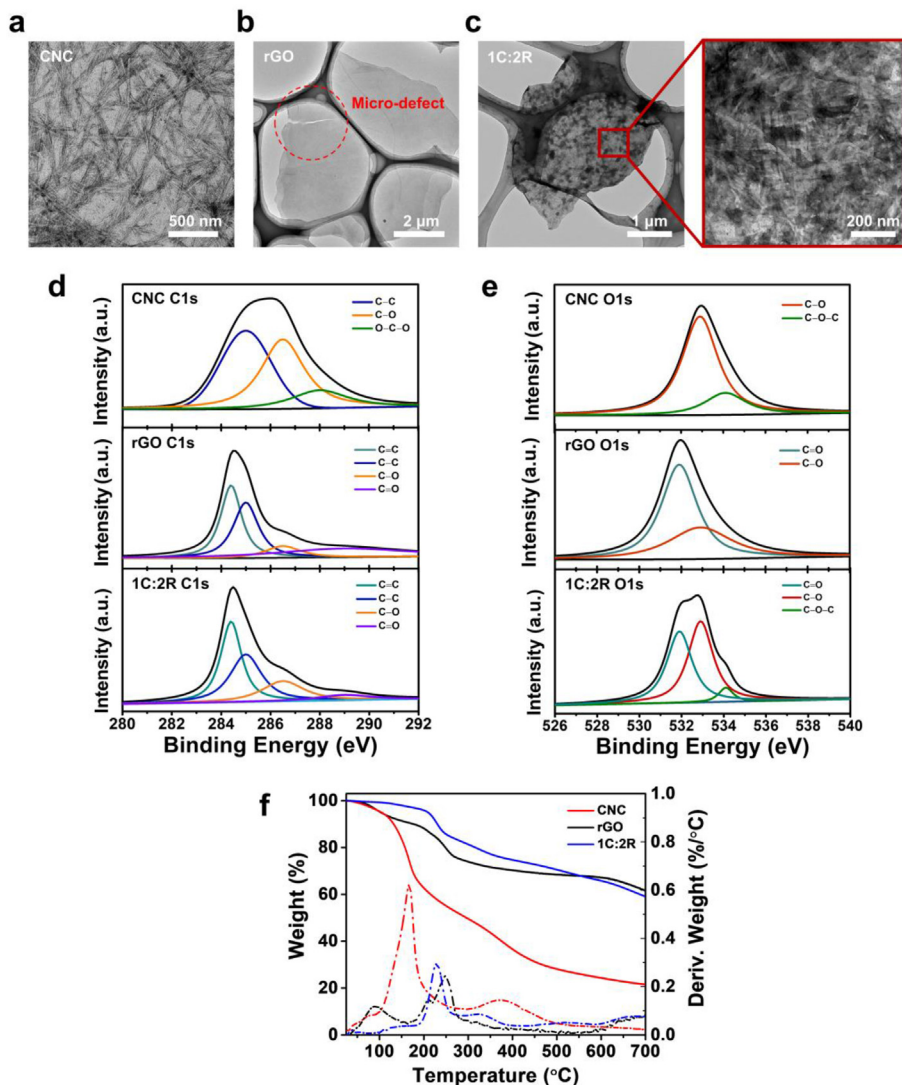 a
CNC
500 nm
b
rGO
Micro-defect
2 μm
c
1C:2R
1 μm
200 nm
d
Intensity (a.u.)
CNC C1s
C–C
C–O
O–C–O
Intensity (a.u.)
rGO C1s
C=C
C–C
C–O
C=O
Intensity (a.u.)
1C:2R C1s
C=C
C–C
C–O
C=O
280 282 284 286 288 290 292
Binding Energy (eV)
e
Intensity (a.u.)
CNC O1s
C–O
C–O–C
Intensity (a.u.)
rGO O1s
C=O
C–O
Intensity (a.u.)
1C:2R O1s
C=O
C–O
C–O–C
526 528 530 532 534 536 538 540
Binding Energy (eV)
f
Weight (%)
100
80
60
40
20
0
CNC
rGO
1C:2R
1.0
0.8
0.6
0.4
0.2
0.0
Deriv. Weight (%/°C)
100 200 300 400 500 600 700
Temperature (°C)